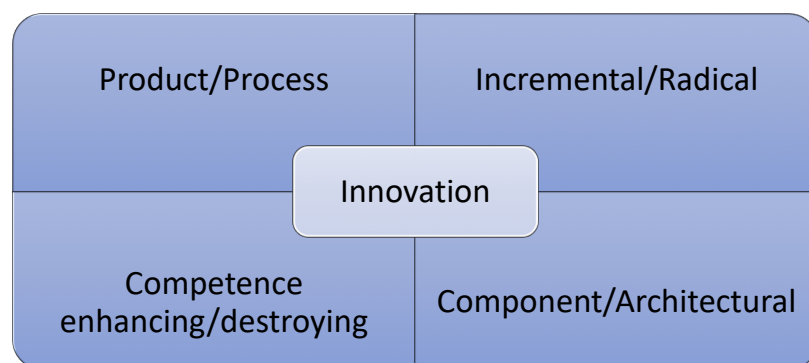 Product/Process
Incremental/Radical
Innovation
Competence
enhancing/destroying
Component/Architectural